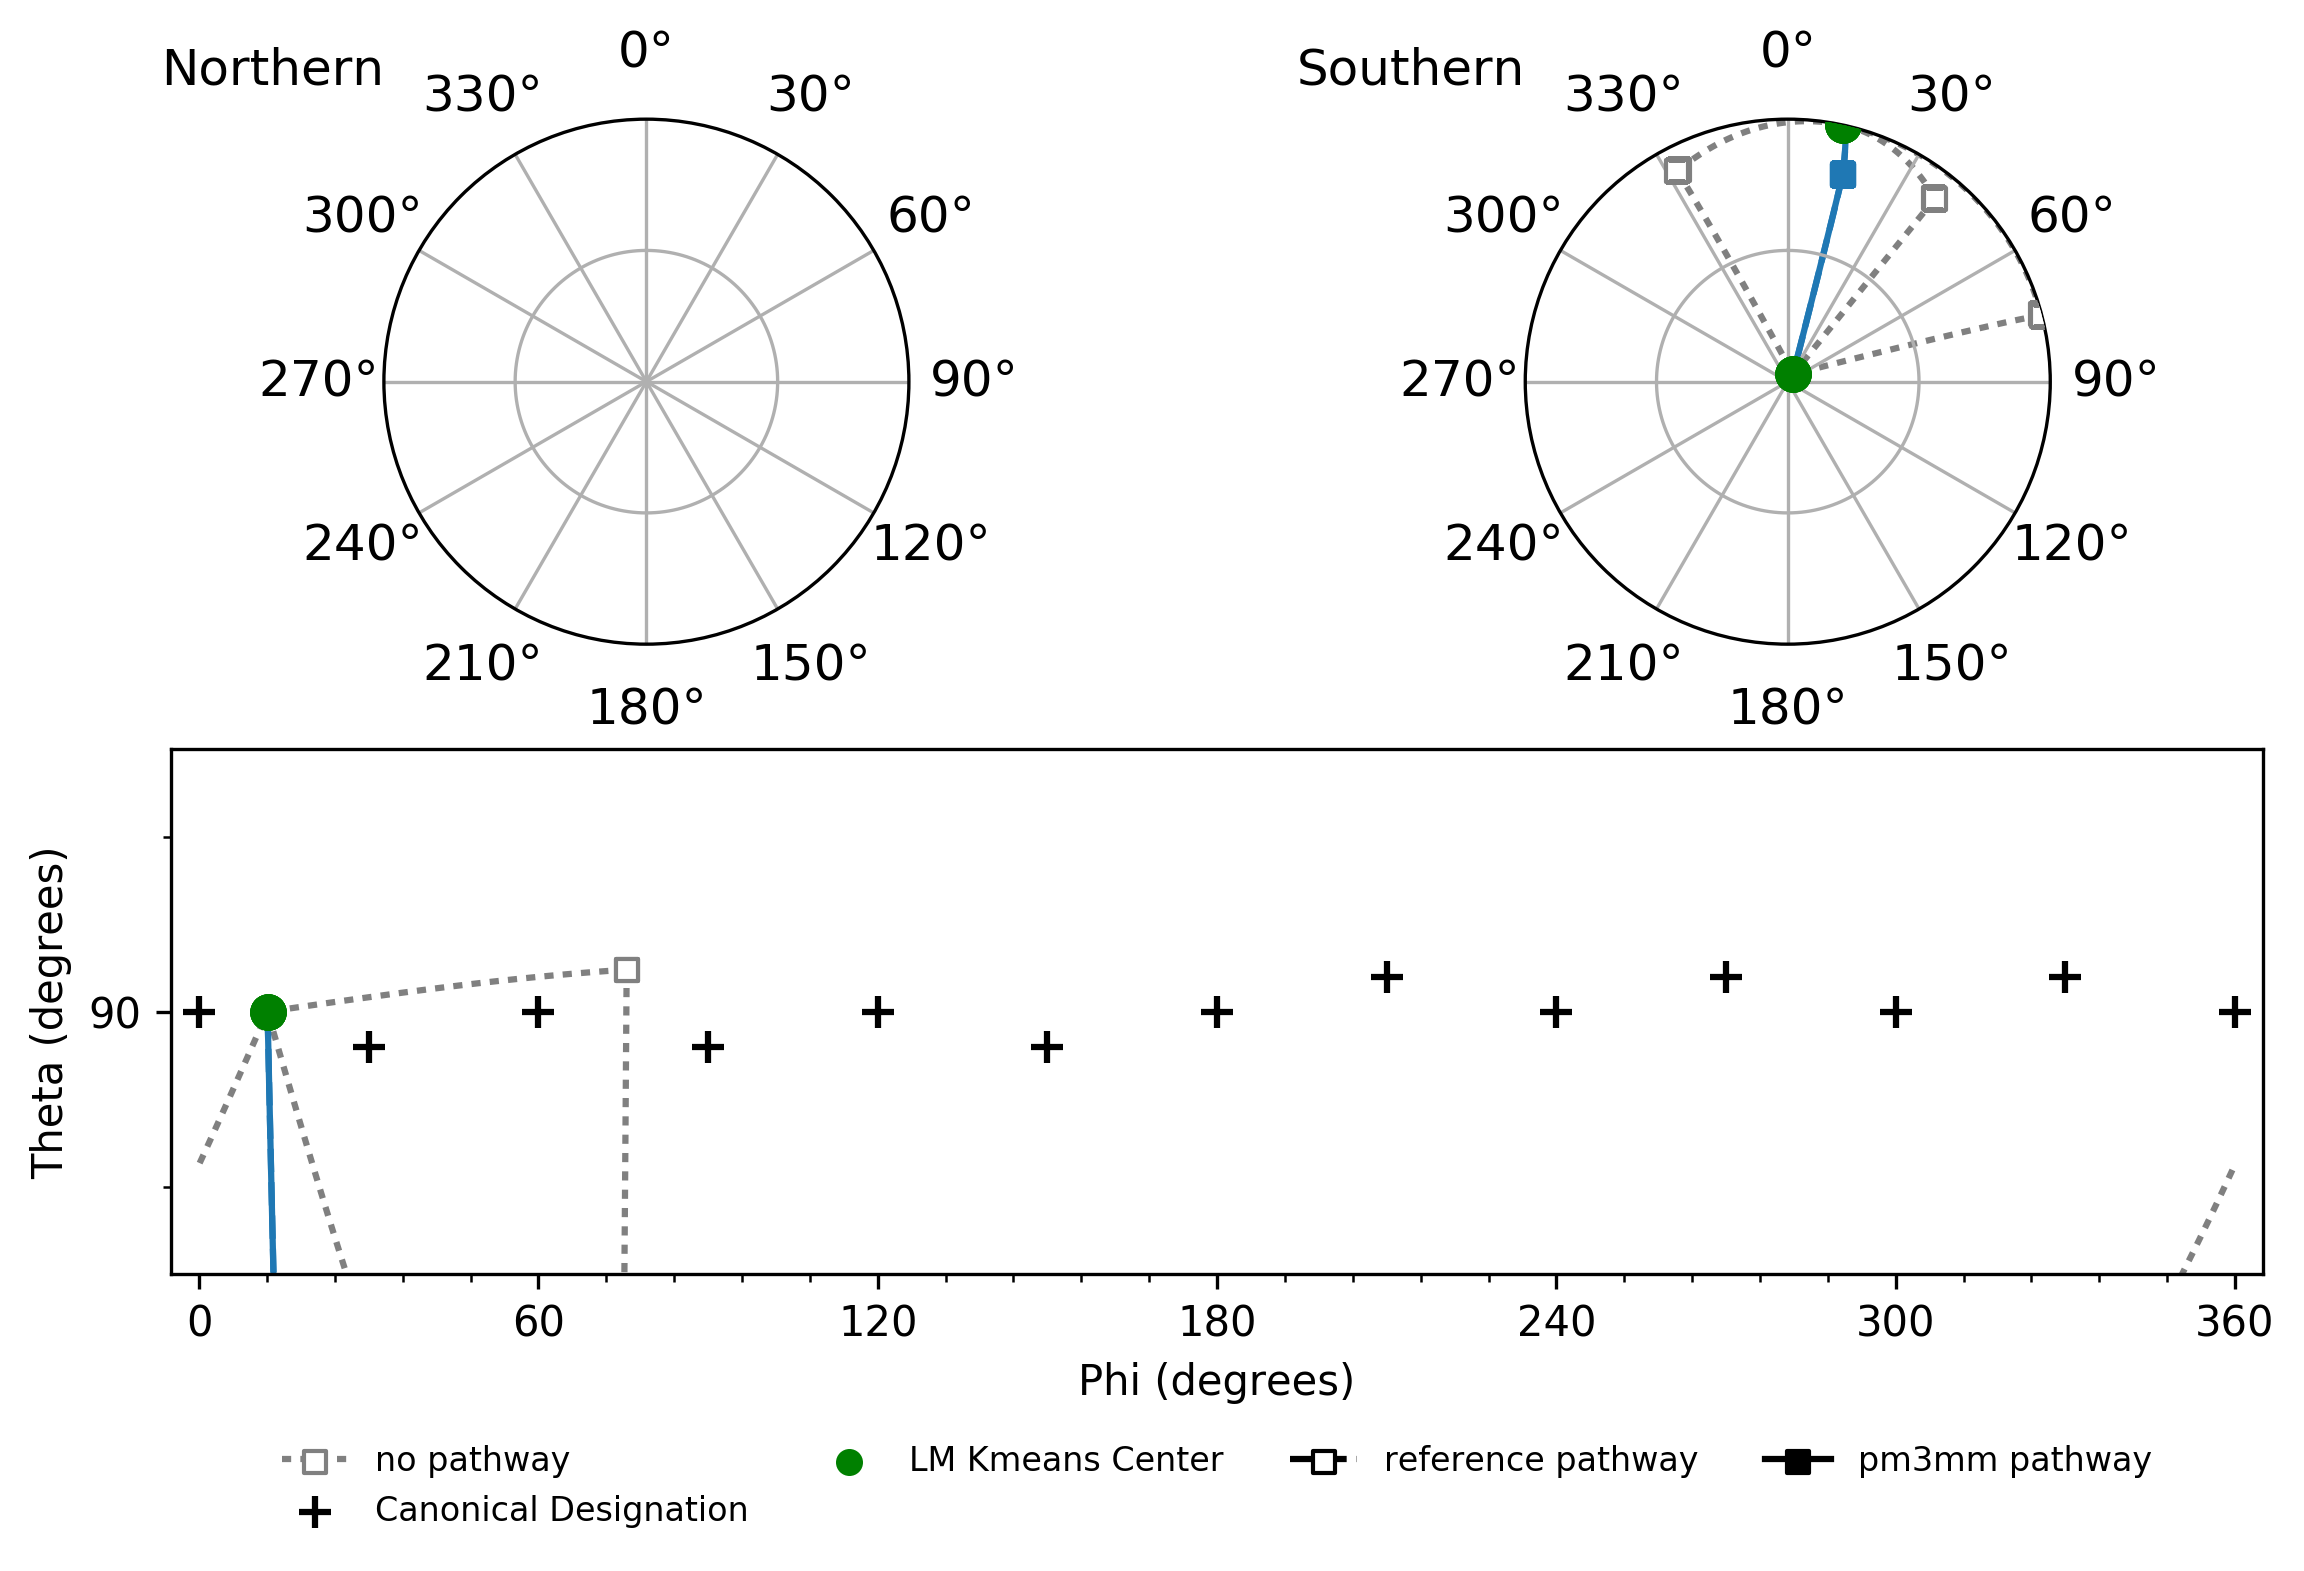 Northern
0°
330°
30°
300°
60°
270°
90°
240°
120°
210°
150°
180°
Southern
0°
330°
30°
300°
60°
270°
90°
240°
120°
210°
150°
180°
Theta (degrees)
90
0 60 120 180 240 300 360
Phi (degrees)
no pathway
Canonical Designation
LM Kmeans Center
reference pathway
pm3mm pathway